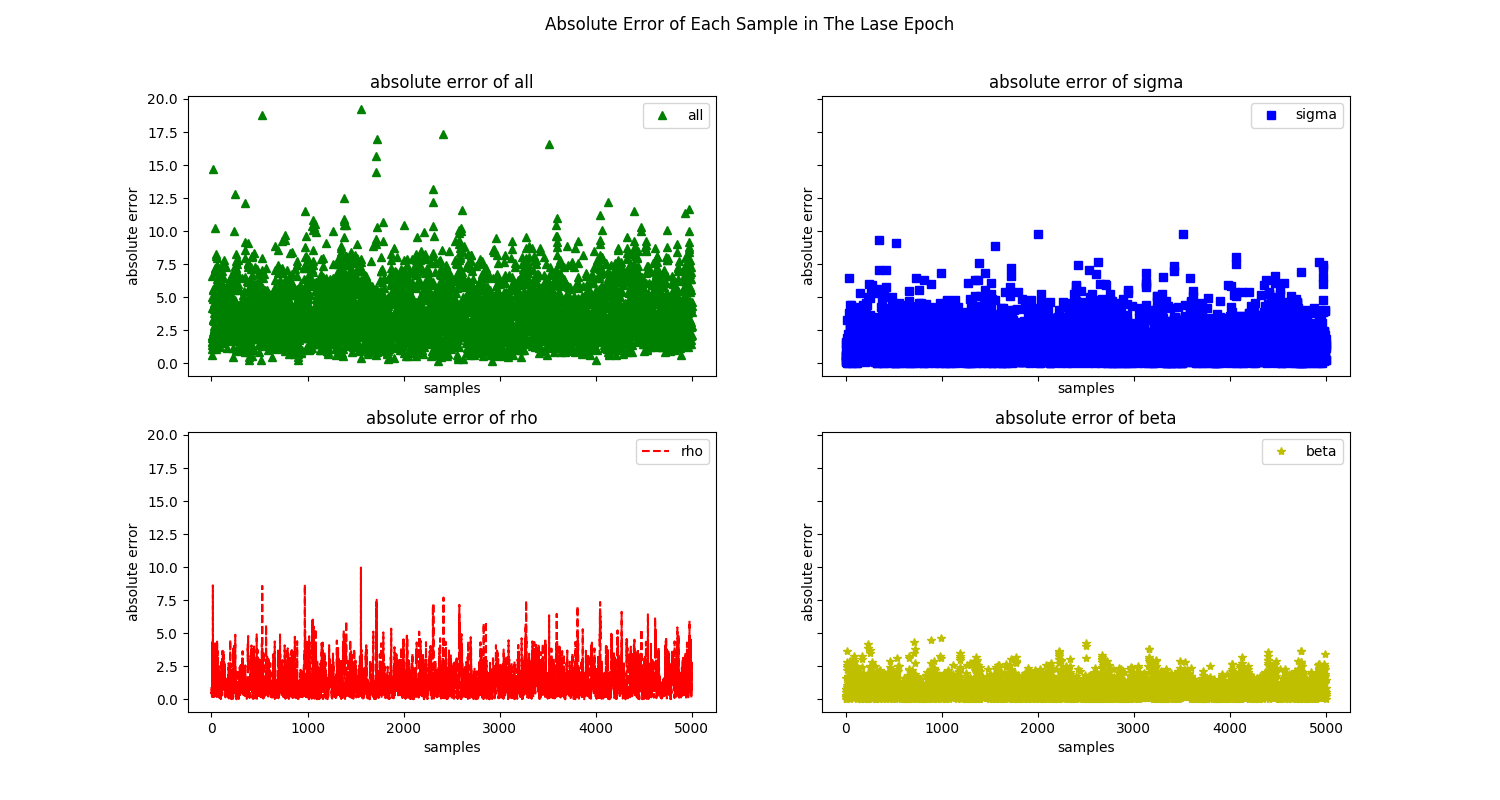 Absolute Error of Each Sample in The Lase Epoch
absolute error of all
absolute error
20.0
17.5
15.0
12.5
10.0
7.5
5.0
2.5
0.0
all
samples
absolute error of sigma
absolute error
sigma
samples
absolute error of rho
absolute error
20.0
17.5
15.0
12.5
10.0
7.5
5.0
2.5
0.0
rho
0 1000 2000 3000 4000 5000
samples
absolute error of beta
absolute error
beta
0 1000 2000 3000 4000 5000
samples